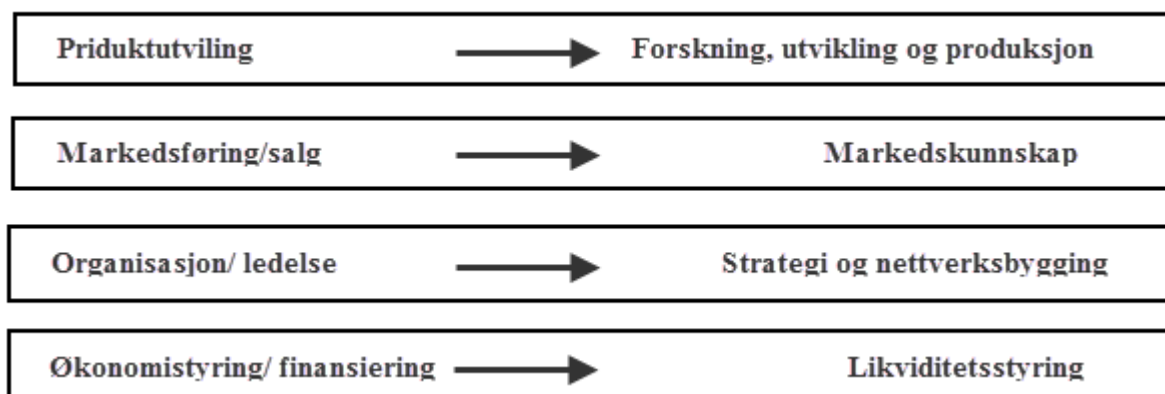 Priduktutviling Forskning, utvikling og produksjon
Markedsføring/salg Markedskunnskap
Organisasjon/ ledelse Strategi og nettverksbygging
Økonomistyring/ finansiering Likviditetsstyring